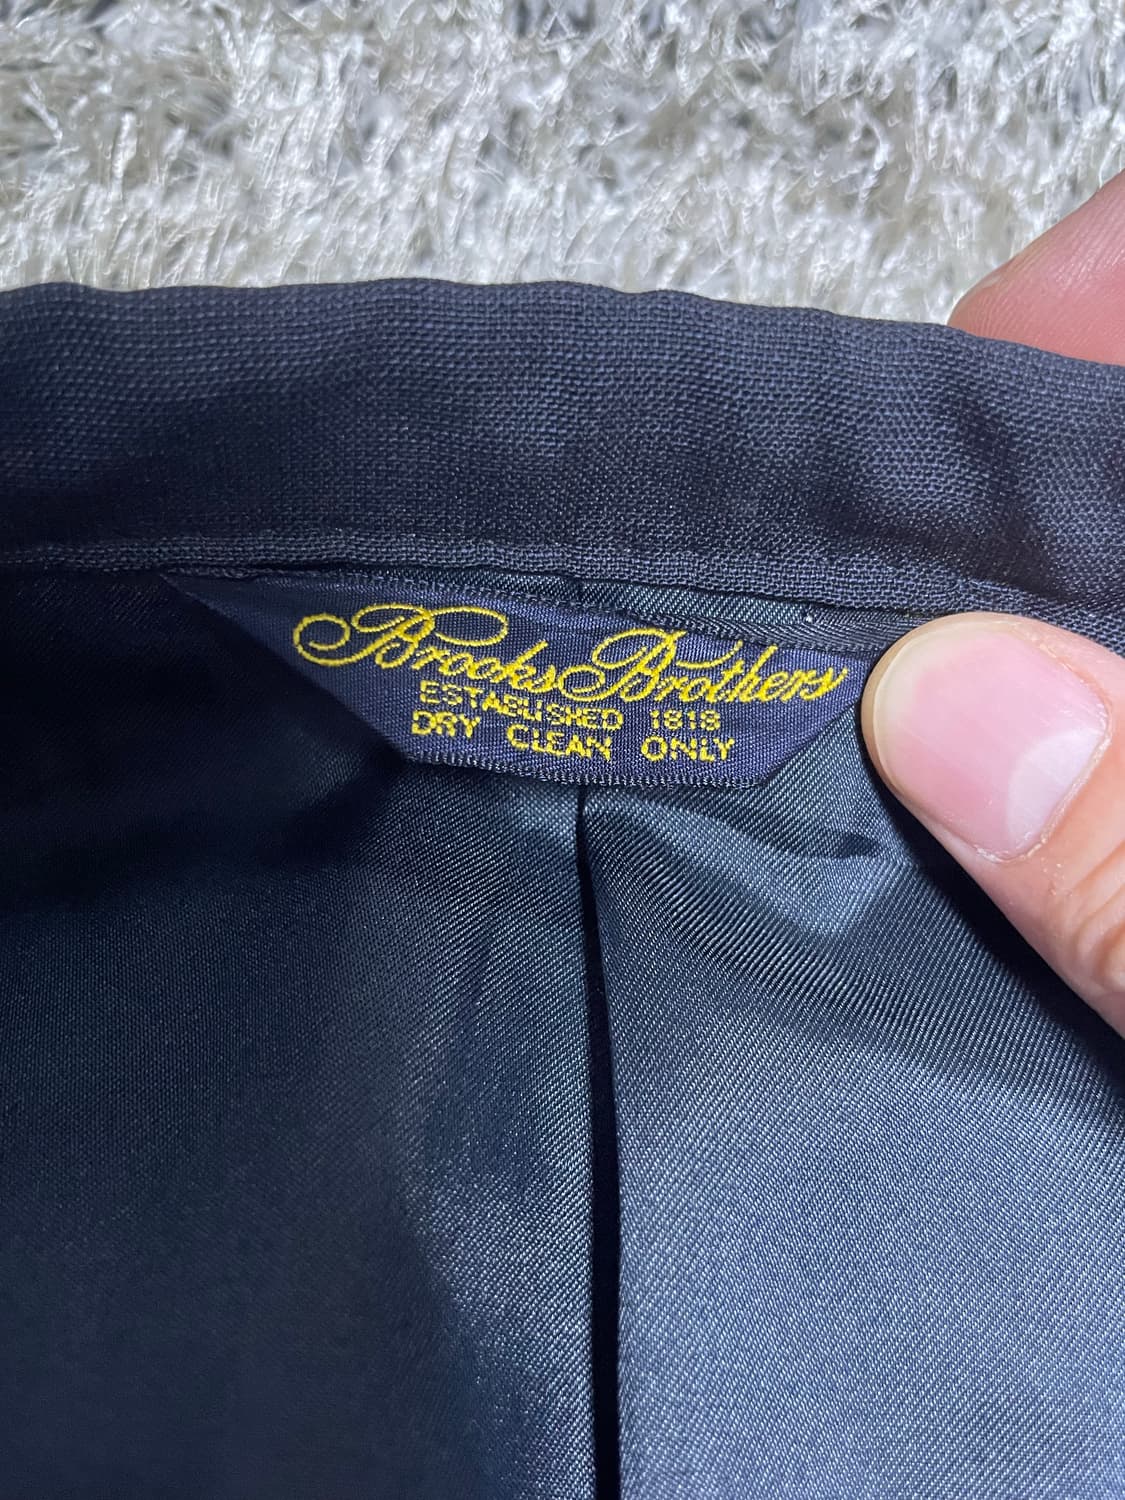 Brooks Brothers
ESTABLISHED 1818
DRY CLEAN ONLY